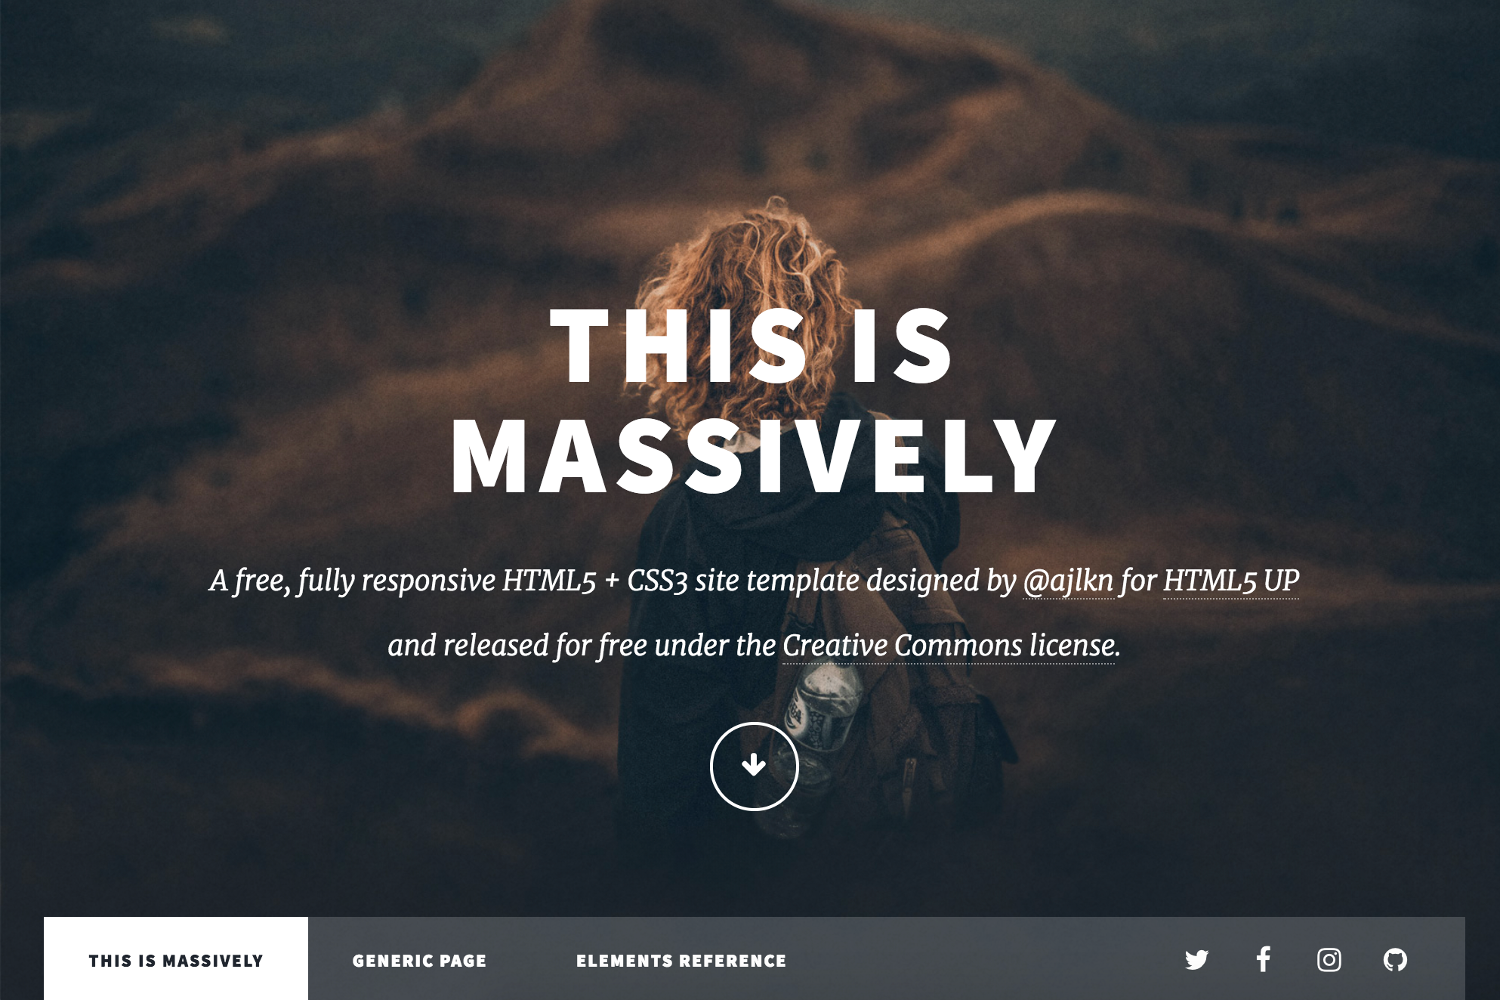 THIS IS
MASSIVELY
A free, fully responsive HTML5 + CSS3 site template designed by @ajlkn for HTML5 UP
and released for free under the Creative Commons license.
THIS IS MASSIVELY GENERIC PAGE ELEMENTS REFERENCE